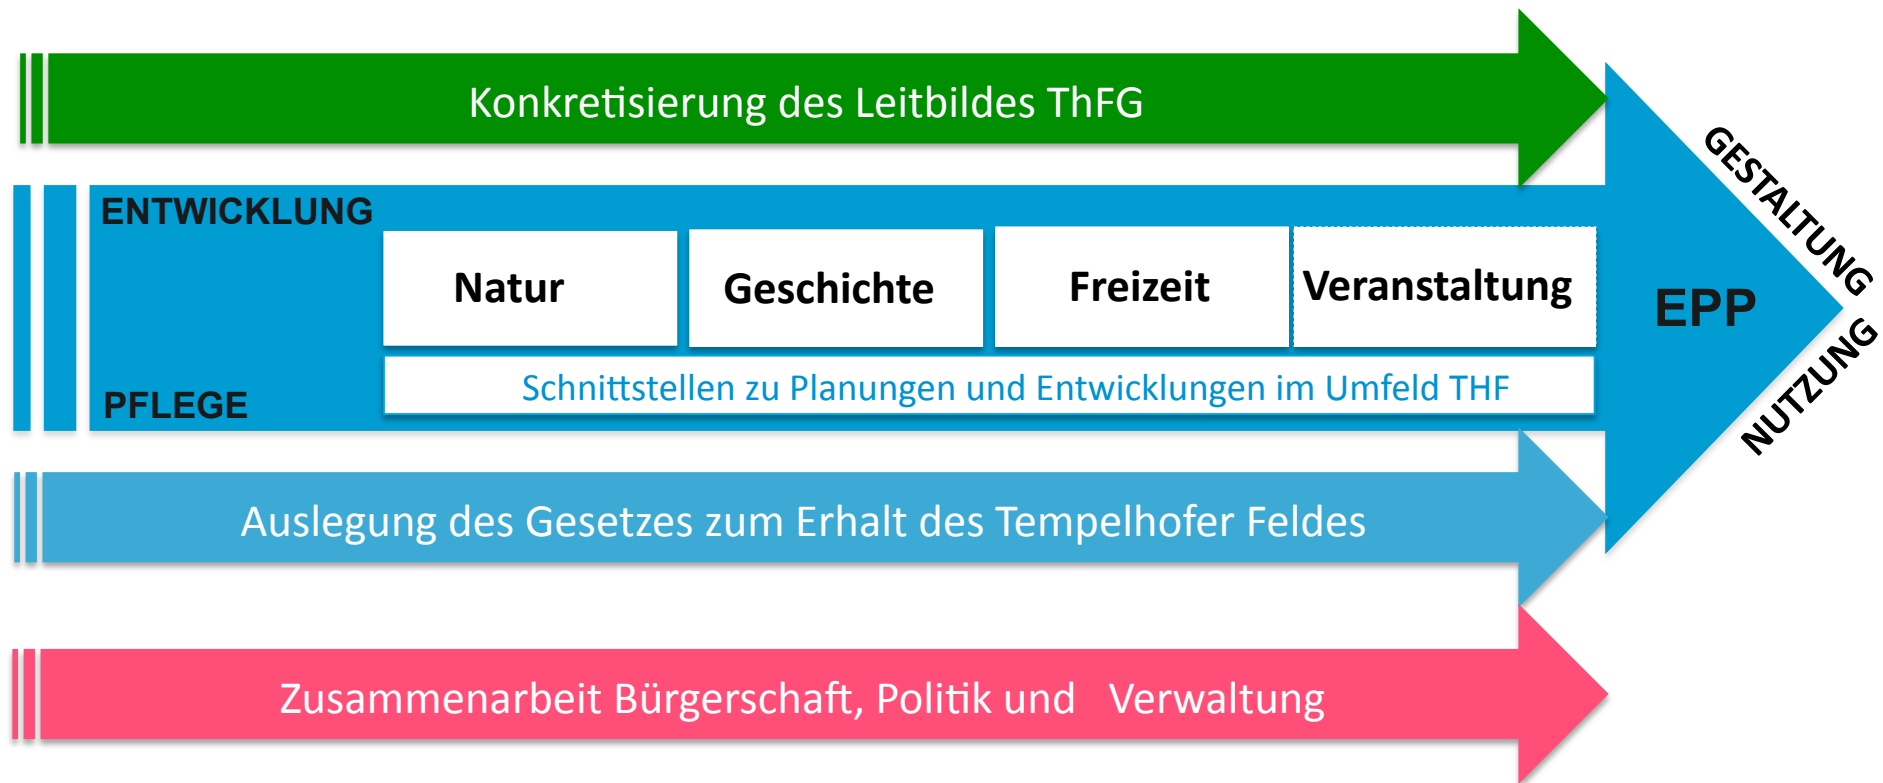 Konkretisierung des Leitbildes ThFG
ENTWICKLUNG
Natur
Geschichte
Freizeit
Veranstaltung
Schnittstellen zu Planungen und Entwicklungen im Umfeld THF
PFLEGE
EPP
GESTALTUNG
NUTZUNG
Auslegung des Gesetzes zum Erhalt des Tempelhofer Feldes
Zusammenarbeit Bürgerschaft, Politik und Verwaltung